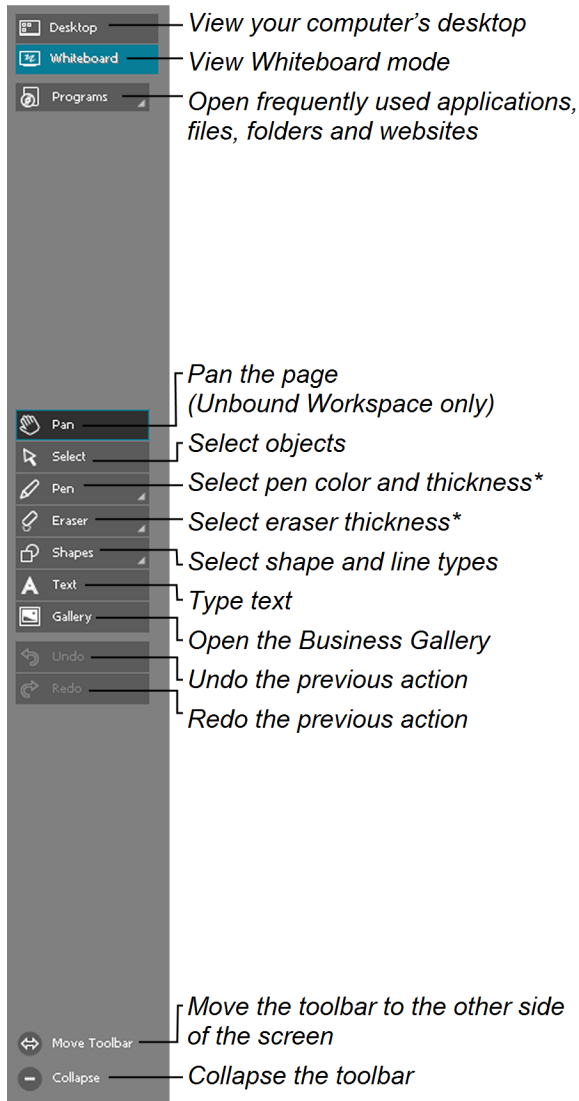 Desktop
View your computer’s desktop
Whiteboard
View Whiteboard mode
Programs
Open frequently used applications,
files, folders and websites
Pan the page
(Unbound Workspace only)
Pan
Select
Select objects
Pen
Select pen color and thickness*
Eraser
Select eraser thickness*
Shapes
Select shape and line types
Text
Type text
Gallery
Open the Business Gallery
Undo
Undo the previous action
Redo
Redo the previous action
Move the toolbar to the other side
of the screen
Move Toolbar
Collapse
Collapse the toolbar